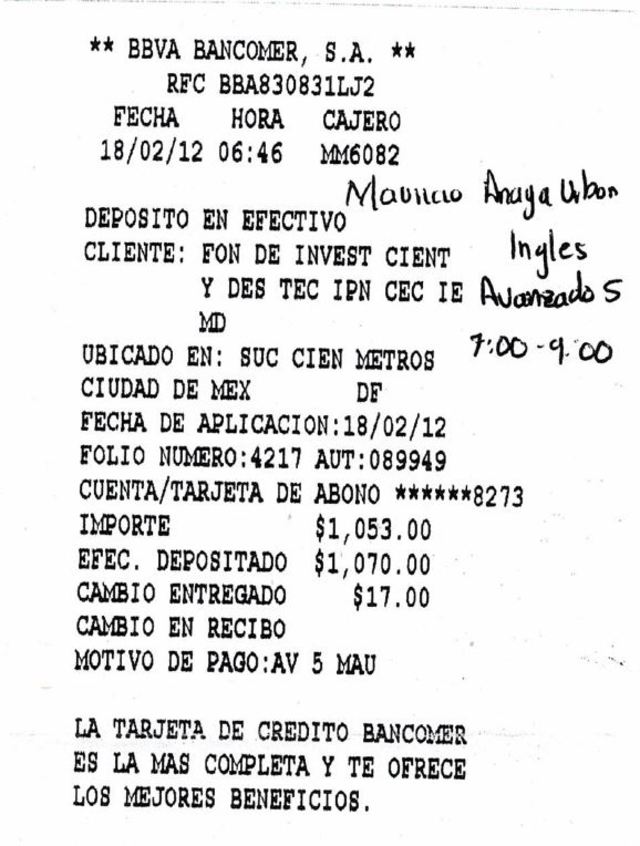 ** BBVA BANCOMER, S.A. **
RFC BBA830831LJ2
FECHA HORA CAJERO
18/02/12 06:46 MM6082
Mauricio Anaya Urban
DEPOSITO EN EFECTIVO
CLIENTE: FON DE INVEST CIENT
Ingles
Y DES TEC IPN CEC IE
Avanzado 5
MD
7:00 - 9:00
UBICADO EN: SUC CIEN METROS
CIUDAD DE MEX DF
FECHA DE APLICACION:18/02/12
FOLIO NUMERO:4217 AUT:089949
CUENTA/TARJETA DE ABONO ******8273
IMPORTE $1,053.00
EFEC. DEPOSITADO $1,070.00
CAMBIO ENTREGADO $17.00
CAMBIO EN RECIBO
MOTIVO DE PAGO:AV 5 MAU
LA TARJETA DE CREDITO BANCOMER
ES LA MAS COMPLETA Y TE OFRECE
LOS MEJORES BENEFICIOS.